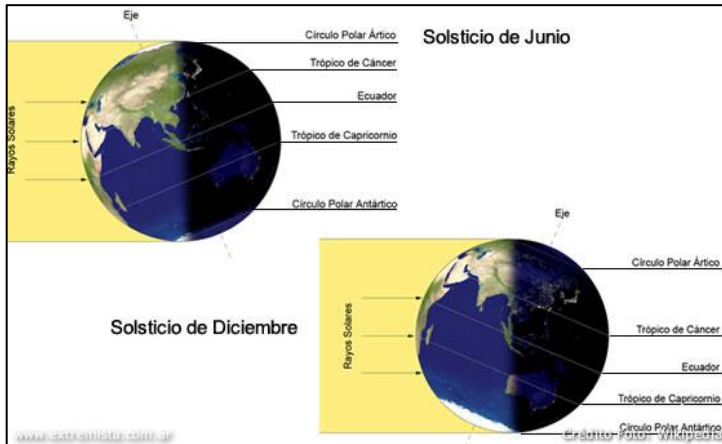 Eje
Círculo Polar Ártico
Solsticio de Junio
Trópico de Cáncer
Ecuador
Rayos Solares
Trópico de Capricornio
Círculo Polar Antártico
Eje
Círculo Polar Ártico
Solsticio de Diciembre
Rayos Solares
Trópico de Cáncer
Ecuador
Trópico de Capricornio
Círculo Polar Antártico
www.extremista.com.ar
Crédito Foto: Wikipedia